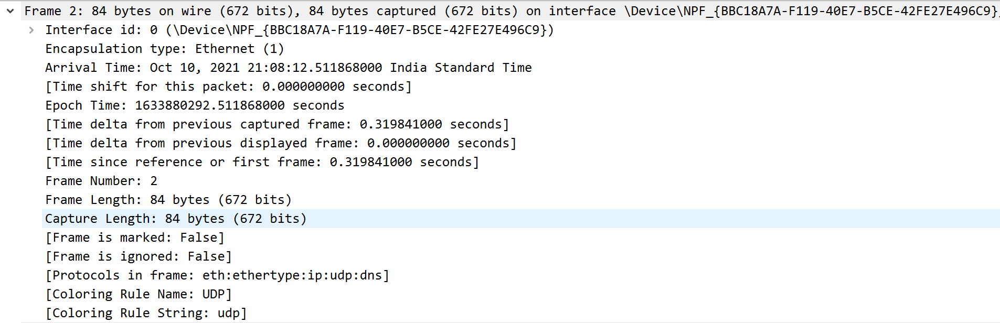 Frame 2: 84 bytes on wire (672 bits), 84 bytes captured (672 bits) on interface \Device\NPF_{BBC18A7A-F119-40E7-B5CE-42FE27E496C9}
Interface id: 0 (\Device\NPF_{BBC18A7A-F119-40E7-B5CE-42FE27E496C9})
Encapsulation type: Ethernet (1)
Arrival Time: Oct 10, 2021 21:08:12.511868000 India Standard Time
[Time shift for this packet: 0.000000000 seconds]
Epoch Time: 1633880292.511868000 seconds
[Time delta from previous captured frame: 0.319841000 seconds]
[Time delta from previous displayed frame: 0.000000000 seconds]
[Time since reference or first frame: 0.319841000 seconds]
Frame Number: 2
Frame Length: 84 bytes (672 bits)
Capture Length: 84 bytes (672 bits)
[Frame is marked: False]
[Frame is ignored: False]
[Protocols in frame: eth:ethertype:ip:udp:dns]
[Coloring Rule Name: UDP]
[Coloring Rule String: udp]